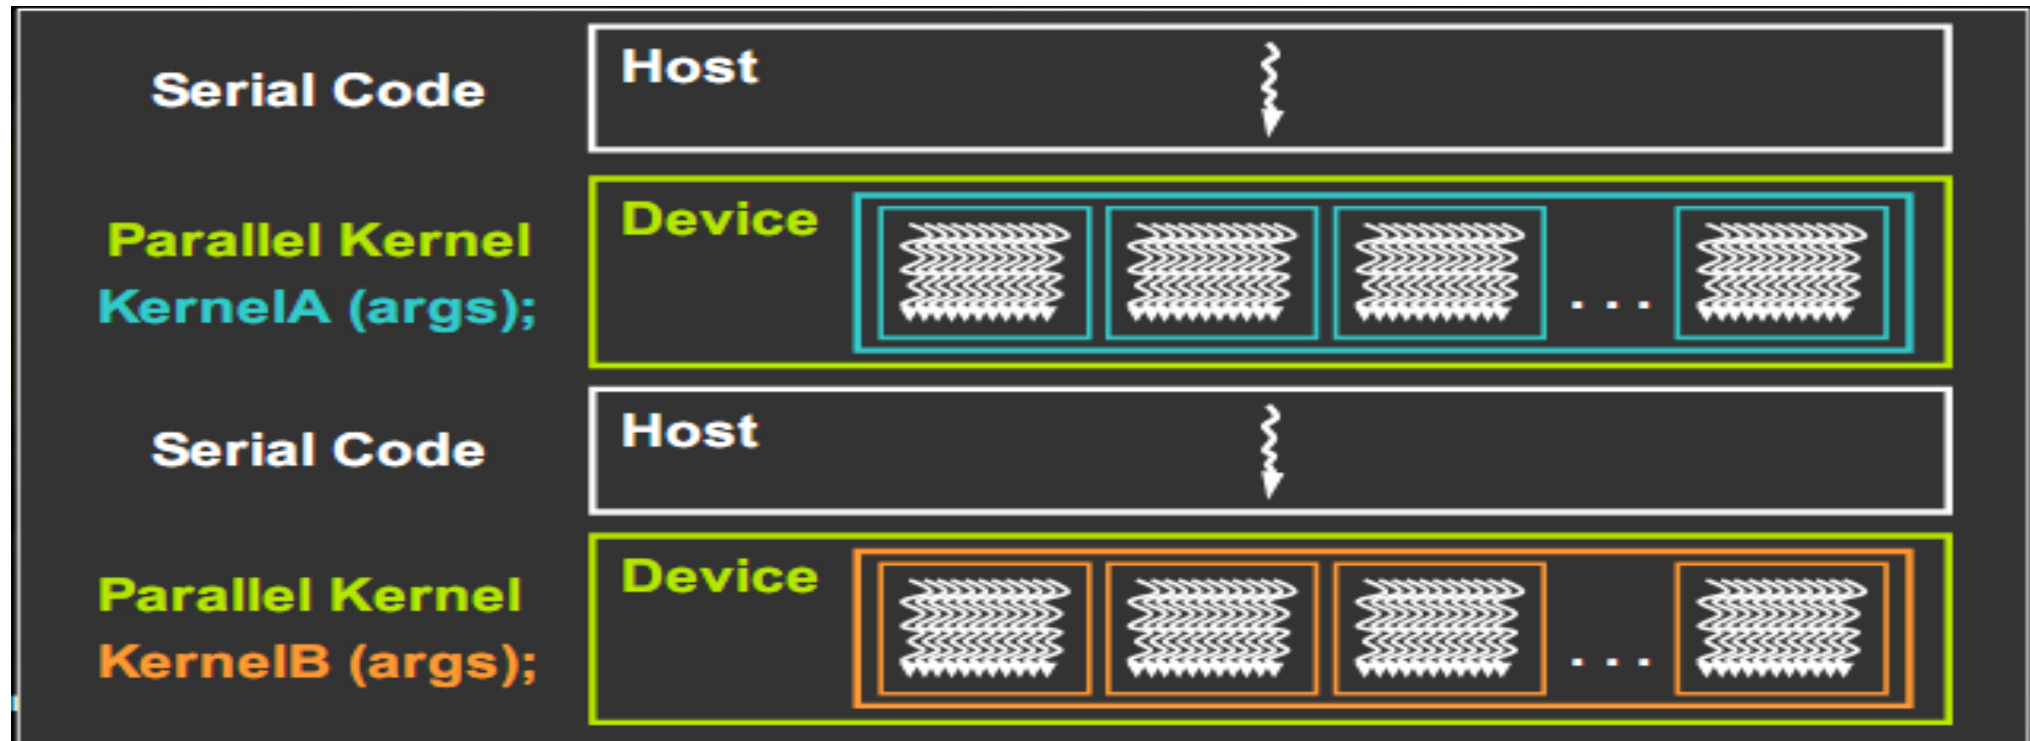 Serial Code
Host
Parallel Kernel
KernelA (args);
Device
. . .
Serial Code
Host
Parallel Kernel
KernelB (args);
Device
. . .